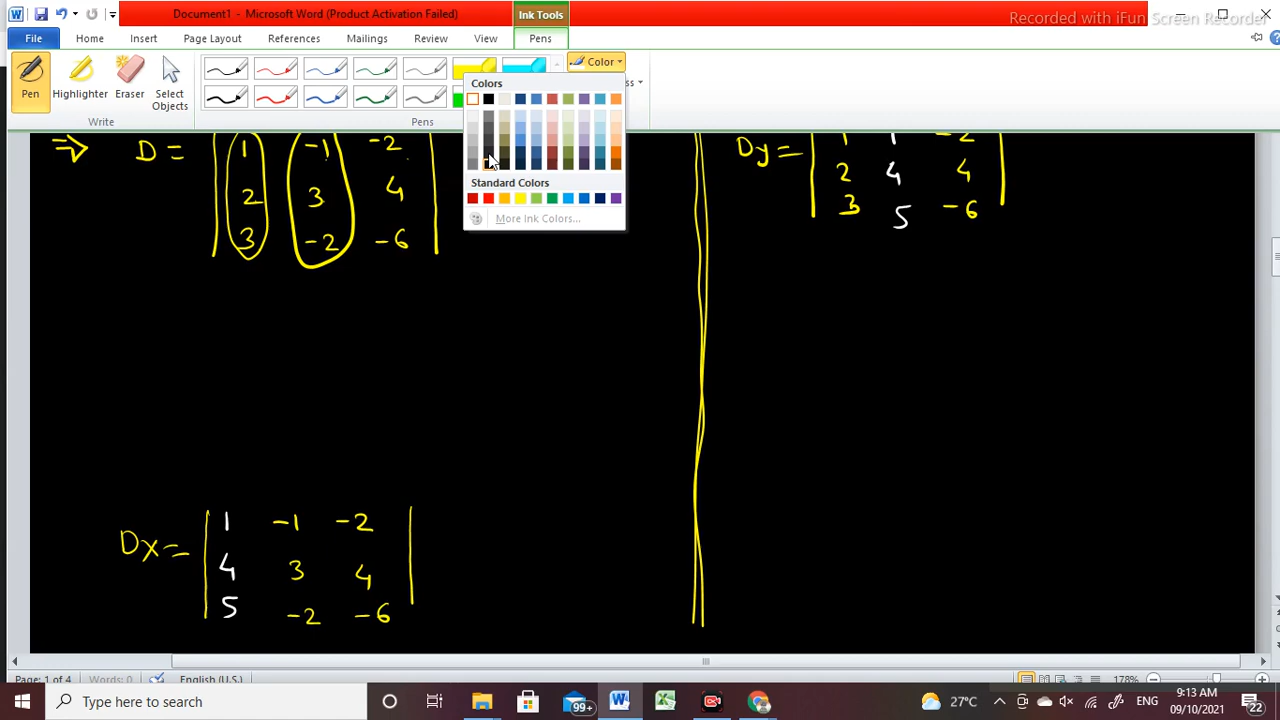 Document1 - Microsoft Word (Product Activation Failed)
Ink Tools
Recorded with iFun Screen Recorder
File Home Insert Page Layout References Mailings Review View Pens
Pen Highlighter Eraser Select Objects
Color
Write
Pens
Colors
Standard Colors
More Ink Colors...
⇒ D = | 1 -1 -2 |
2 3 4
3 -2 -6
Dy = | 1 1 -2 |
2 4 4
3 5 -6
Dx = | 1 -1 -2 |
4 3 4
5 -2 -6
Page: 1 of 4 Words: 0 English (U.S.) 178%
Type here to search
99+
27°C
ENG
9:13 AM
09/10/2021
22